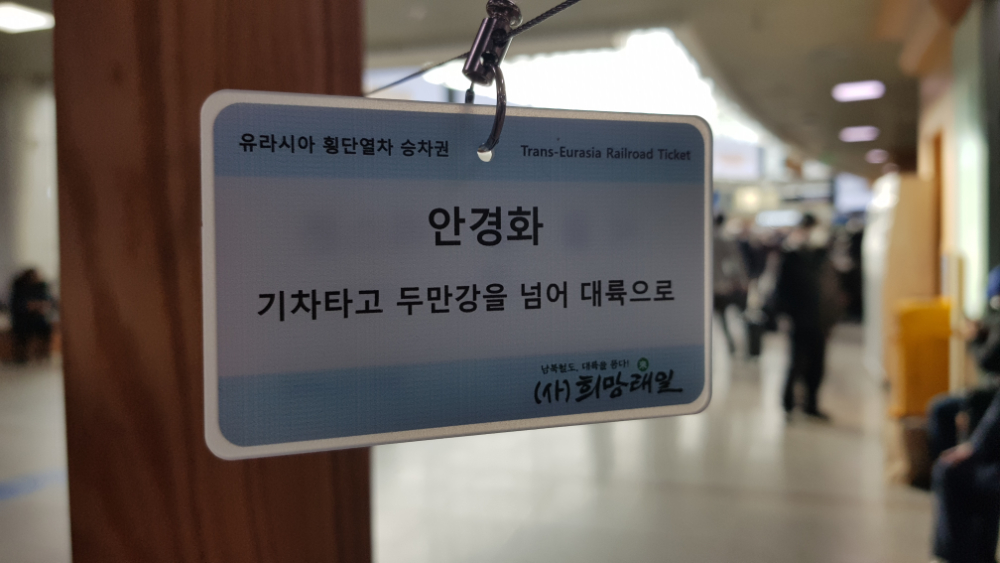 유라시아 횡단열차 승차권
Trans-Eurasia Railroad Ticket
안경화
기차타고 두만강을 넘어 대륙으로
남북철도, 대륙을 품다!
(사)희망래일